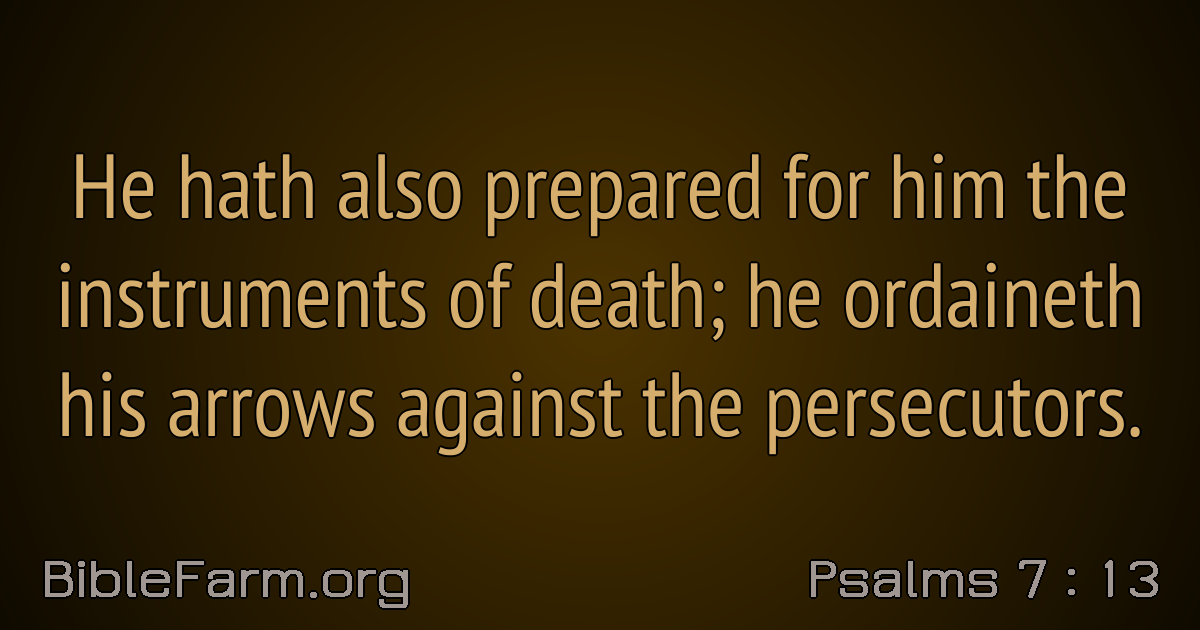 He hath also prepared for him the
instruments of death; he ordaineth
his arrows against the persecutors.
BibleFarm.org
Psalms 7 : 13